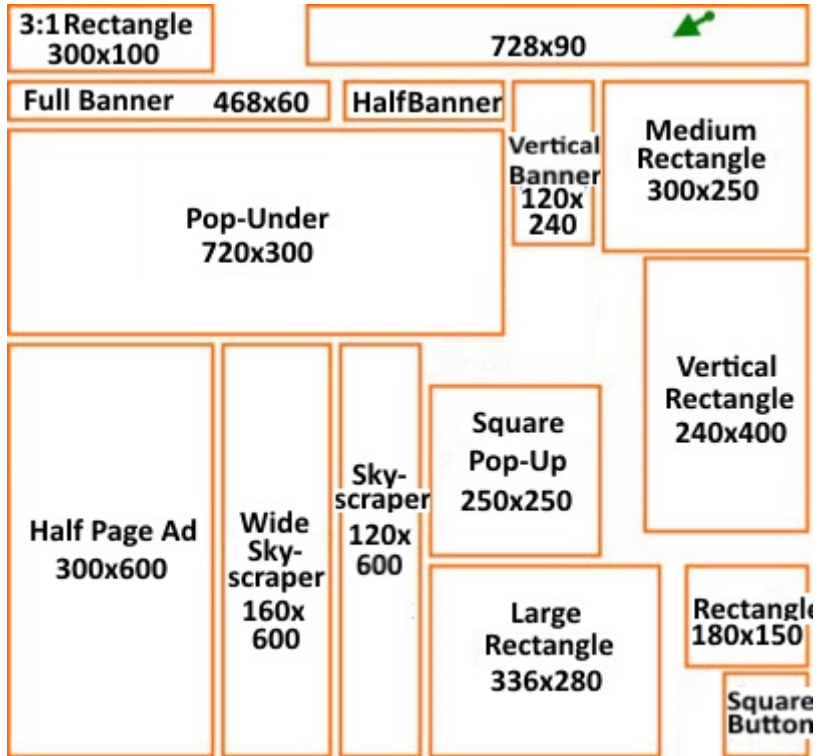 3:1 Rectangle
300x100
728x90
Full Banner 468x60
HalfBanner
Vertical
Banner
120x
240
Medium
Rectangle
300x250
Pop-Under
720x300
Vertical
Rectangle
240x400
Half Page Ad
300x600
Wide
Sky-
scraper
160x
600
Sky-
scraper
120x
600
Square
Pop-Up
250x250
Large
Rectangle
336x280
Rectangle
180x150
Square
Button